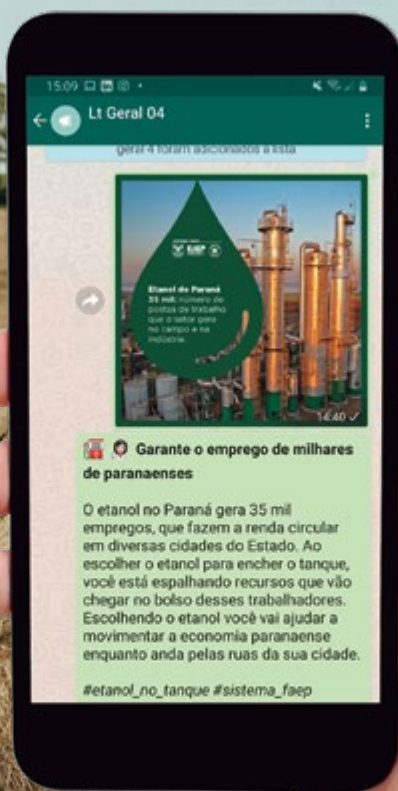 15:09
Lt Geral 04
geral 4 foram adicionados à lista
Etanol do Paraná
35 mil: número de
postos de trabalho
que o setor gera
no campo e na
indústria.
14:40
Garante o emprego de milhares
de paranaenses
O etanol no Paraná gera 35 mil
empregos, que fazem a renda circular
em diversas cidades do Estado. Ao
escolher o etanol para encher o tanque,
você está espalhando recursos que vão
chegar no bolso desses trabalhadores.
Escolhendo o etanol você vai ajudar a
movimentar a economia paranaense
enquanto anda pelas ruas da sua cidade.
#etanol_no_tanque #sistema_faep